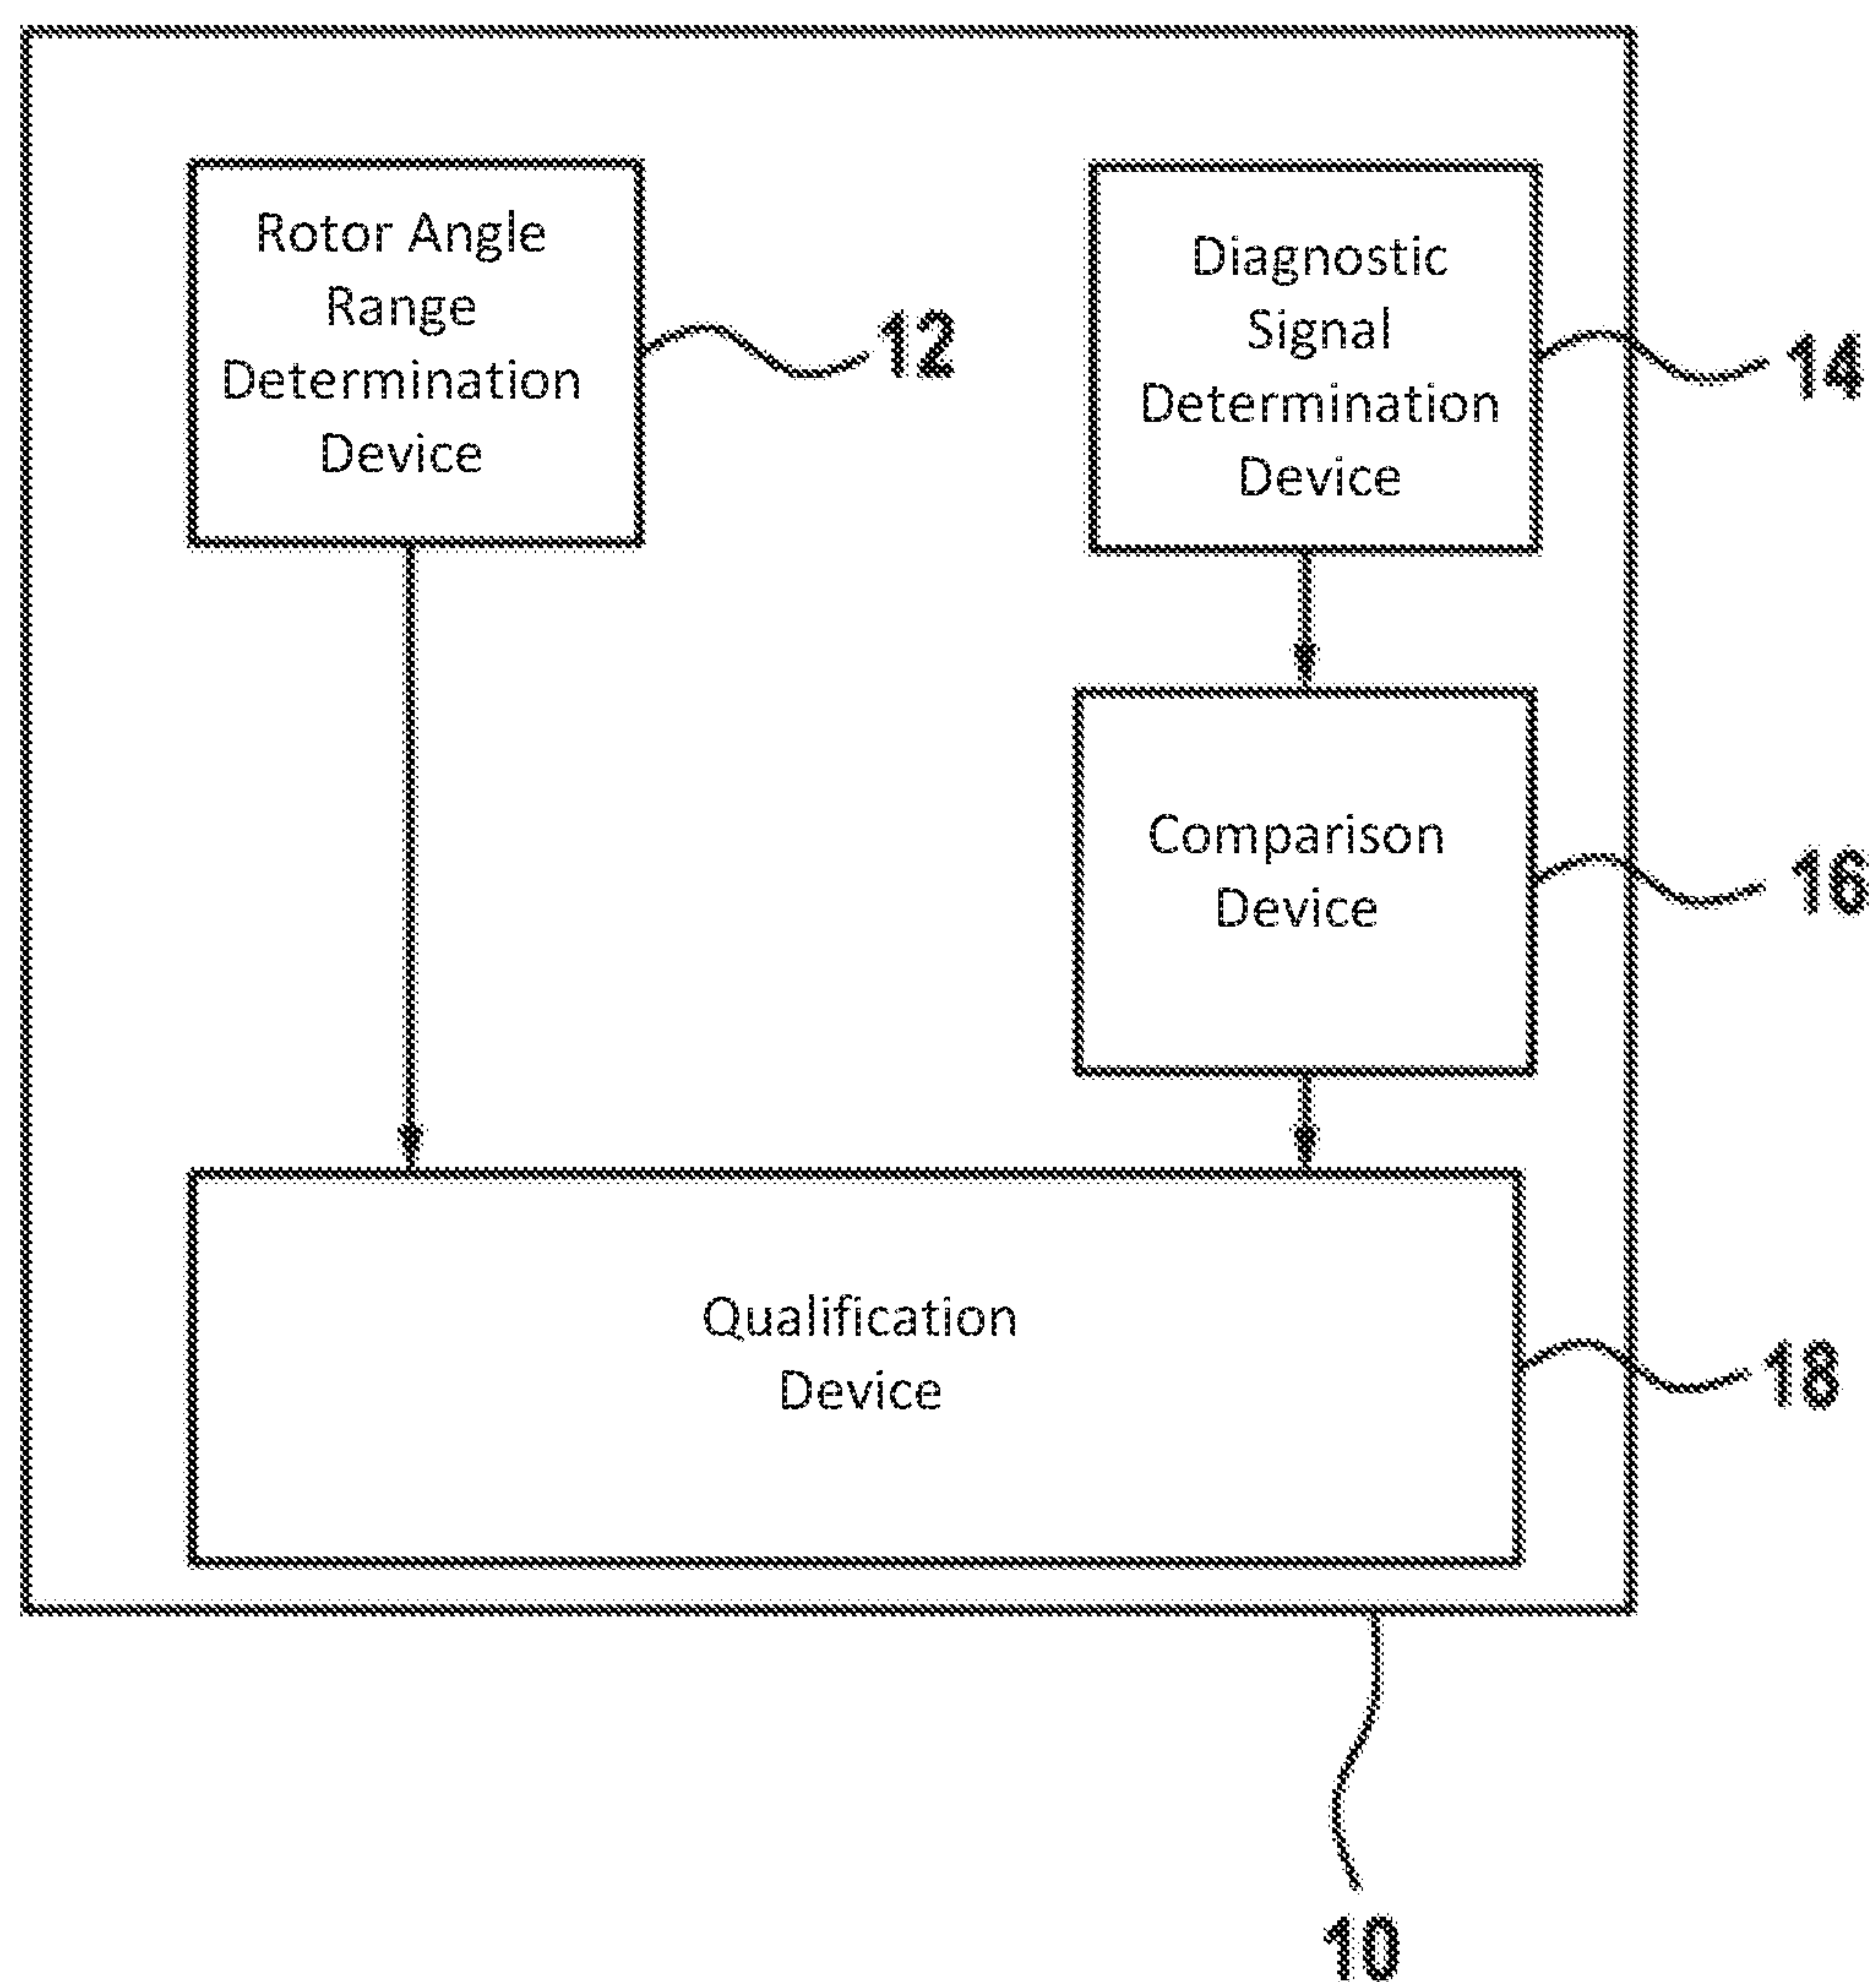 Rotor Angle
Range
Determination
Device
12
Diagnostic
Signal
Determination
Device
14
Comparison
Device
16
Qualification
Device
18
10